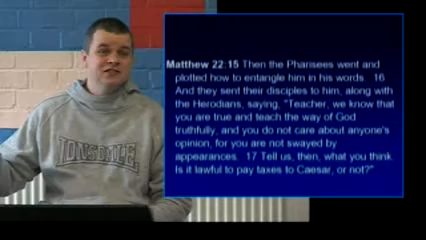 Matthew 22:15 Then the Pharisees went and
plotted how to entangle him in his words. 16
And they sent their disciples to him, along with
the Herodians, saying, "Teacher, we know that
you are true and teach the way of God
truthfully, and you do not care about anyone's
opinion, for you are not swayed by
appearances. 17 Tell us, then, what you think.
Is it lawful to pay taxes to Caesar, or not?"
LONSDALE